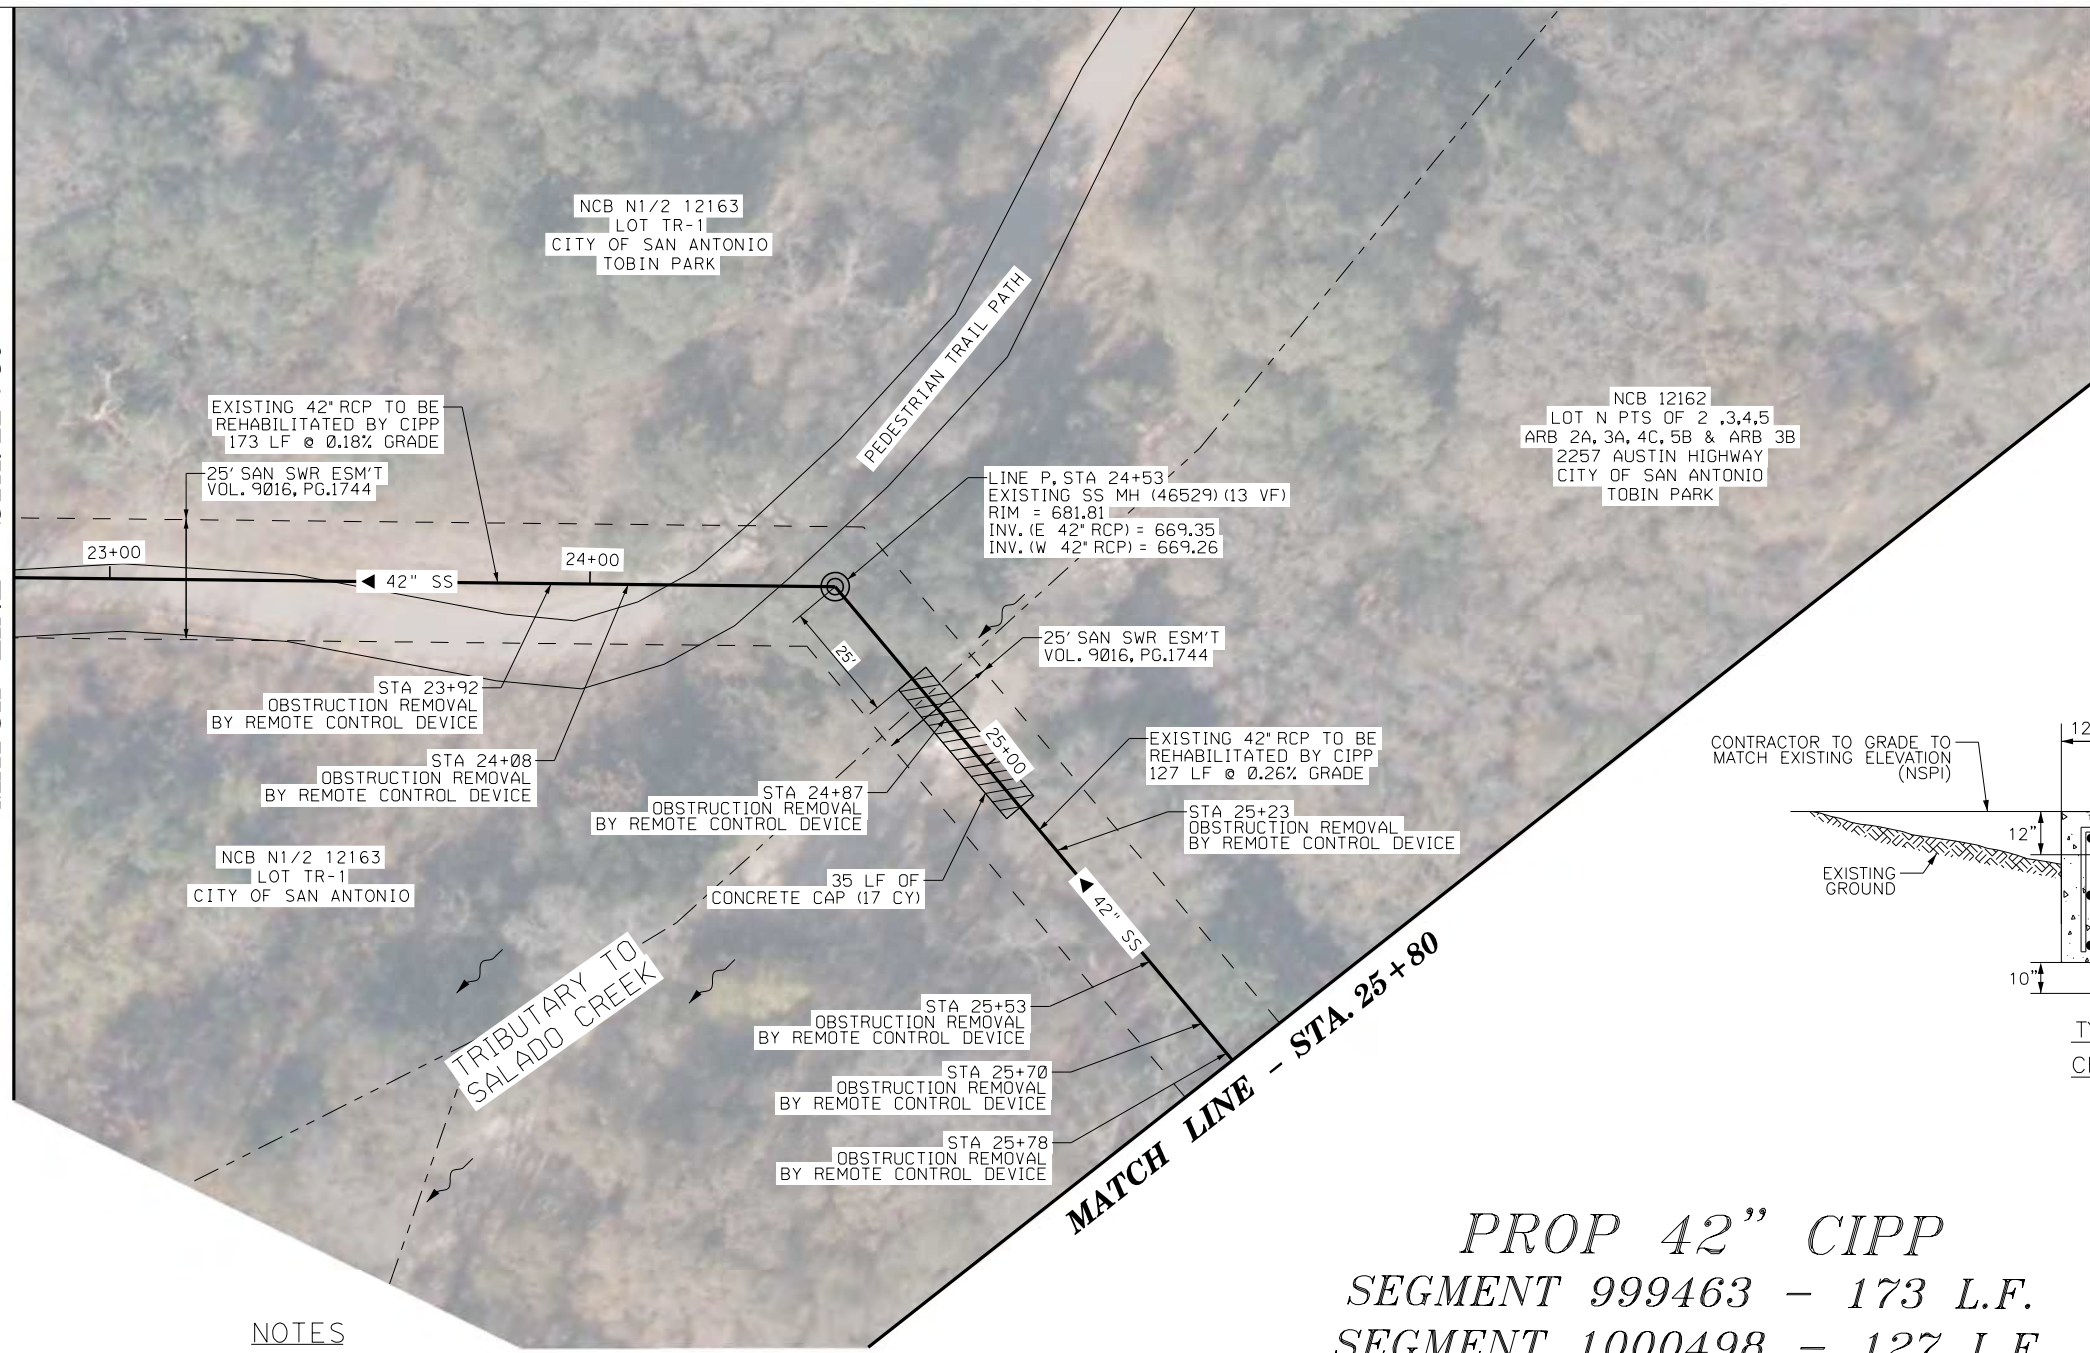 NCB N1/2 12163
LOT TR-1
CITY OF SAN ANTONIO
TOBIN PARK
PEDESTRIAN TRAIL PATH
EXISTING 42" RCP TO BE
REHABILITATED BY CIPP
173 LF @ 0.18% GRADE
25' SAN SWR ESM'T
VOL. 9016, PG.1744
NCB 12162
LOT N PTS OF 2 ,3,4,5
ARB 2A, 3A, 4C, 5B & ARB 3B
2257 AUSTIN HIGHWAY
CITY OF SAN ANTONIO
TOBIN PARK
LINE P, STA 24+53
EXISTING SS MH (46529) (13 VF)
RIM = 681.81
INV. (E 42" RCP) = 669.35
INV. (W 42" RCP) = 669.26
23+00
24+00
42" SS
25'
25' SAN SWR ESM'T
VOL. 9016, PG.1744
STA 23+92
OBSTRUCTION REMOVAL
BY REMOTE CONTROL DEVICE
STA 24+08
OBSTRUCTION REMOVAL
BY REMOTE CONTROL DEVICE
25+00
EXISTING 42" RCP TO BE
REHABILITATED BY CIPP
127 LF @ 0.26% GRADE
STA 24+87
OBSTRUCTION REMOVAL
BY REMOTE CONTROL DEVICE
STA 25+23
OBSTRUCTION REMOVAL
BY REMOTE CONTROL DEVICE
NCB N1/2 12163
LOT TR-1
CITY OF SAN ANTONIO
35 LF OF
CONCRETE CAP (17 CY)
42" SS
TRIBUTARY TO
SALADO CREEK
STA 25+53
OBSTRUCTION REMOVAL
BY REMOTE CONTROL DEVICE
STA 25+70
OBSTRUCTION REMOVAL
BY REMOTE CONTROL DEVICE
STA 25+78
OBSTRUCTION REMOVAL
BY REMOTE CONTROL DEVICE
MATCH LINE - STA. 25+80
CONTRACTOR TO GRADE TO
MATCH EXISTING ELEVATION
(NSPI)
12
12"
EXISTING
GROUND
10"
PROP 42" CIPP
SEGMENT 999463 - 173 L.F.
SEGMENT 1000498 - 127 L.F.
NOTES